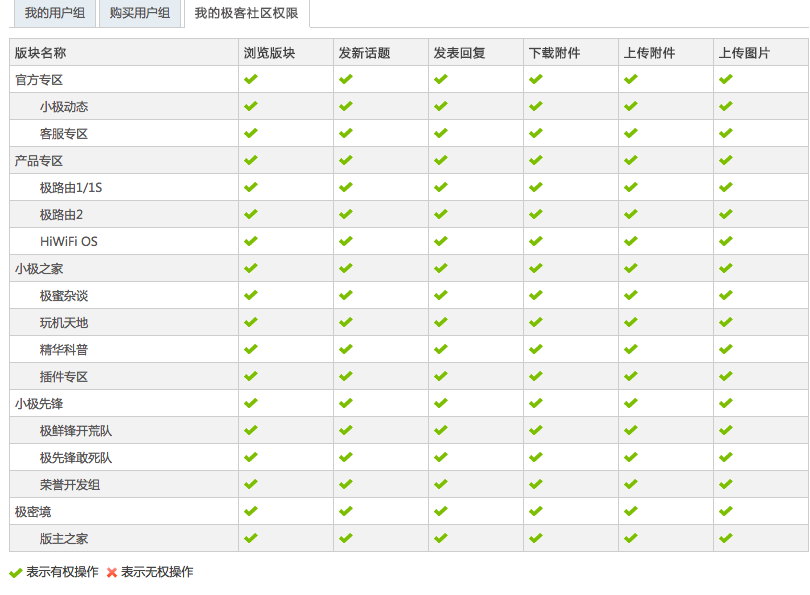 我的用户组 购买用户组 我的极客社区权限
版块名称 浏览版块 发新话题 发表回复 下载附件 上传附件 上传图片
官方专区
小极动态
客服专区
产品专区
极路由1/1S
极路由2
HiWiFi OS
小极之家
极蜜杂谈
玩机天地
精华科普
插件专区
小极先锋
极鲜锋开荒队
极先锋敢死队
荣誉开发组
极密境
版主之家
表示有权操作 表示无权操作